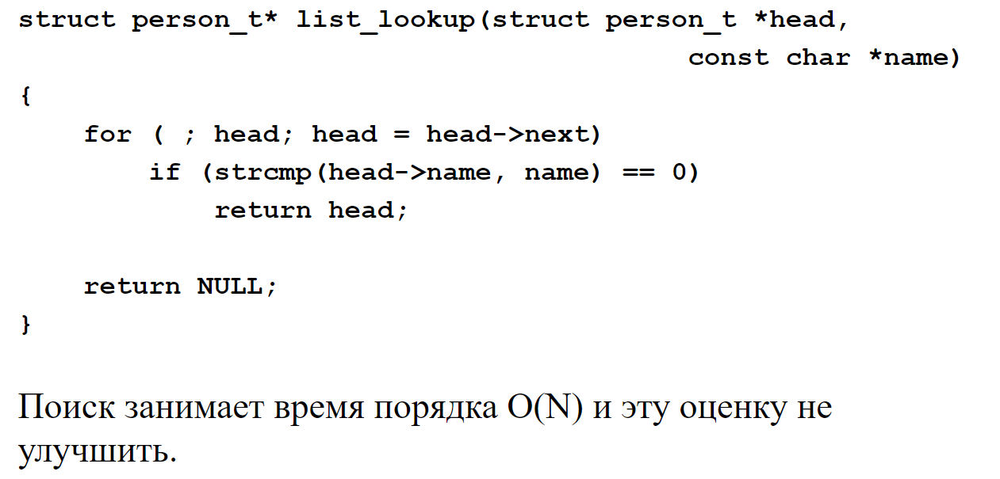 struct person_t* list_lookup(struct person_t *head,
const char *name)
{
for ( ; head; head = head->next)
if (strcmp(head->name, name) == 0)
return head;
return NULL;
}
Поиск занимает время порядка O(N) и эту оценку не
улучшить.